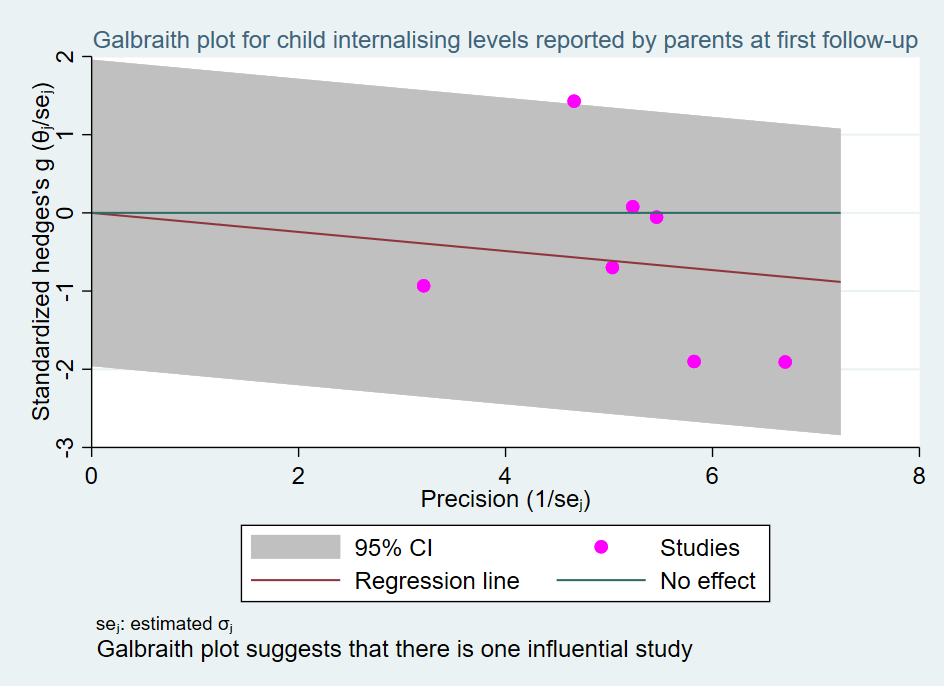 Galbraith plot for child internalising levels reported by parents at first follow-up
Standardized hedges's g (θⱼ/seⱼ)
2
1
0
-1
-2
-3
0 2 4 6 8
Precision (1/seⱼ)
95% CI Studies
Regression line No effect
seⱼ: estimated σⱼ
Galbraith plot suggests that there is one influential study